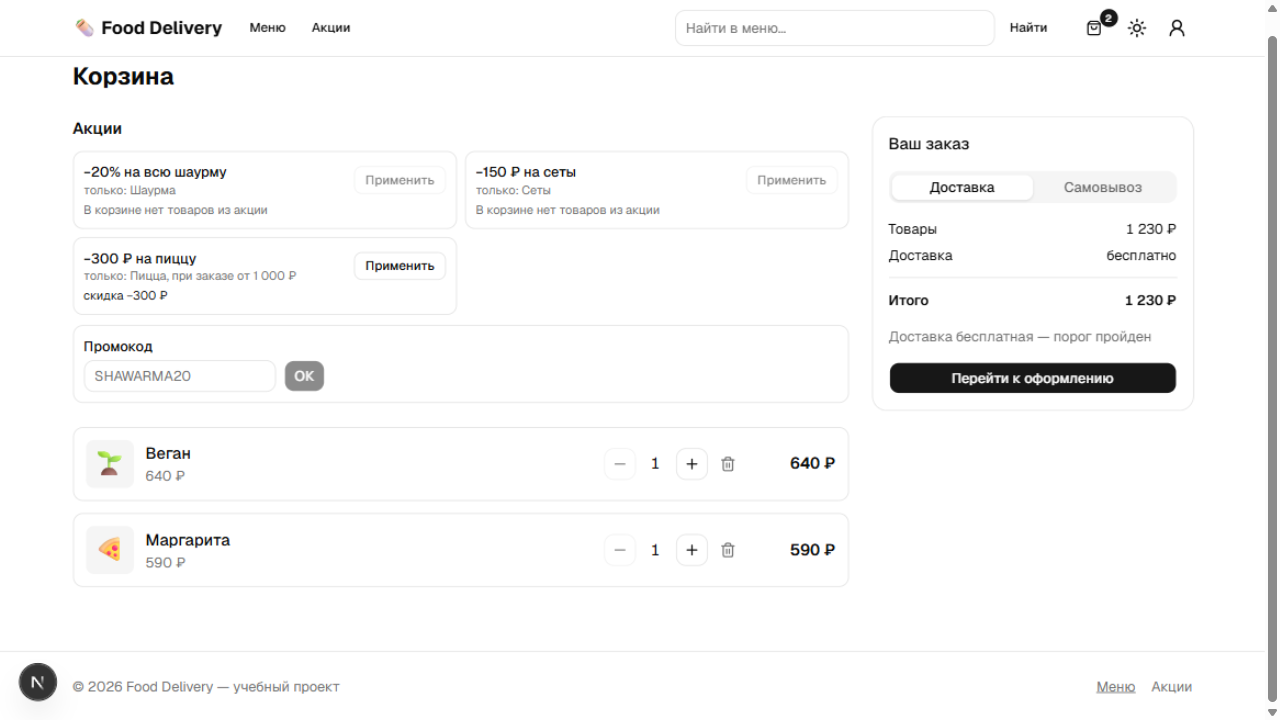 Food Delivery
Меню
Акции
Найти в меню...
Найти
2
Корзина
Акции
−20% на всю шаурму
только: Шаурма
В корзине нет товаров из акции
Применить
−150 ₽ на сеты
только: Сеты
В корзине нет товаров из акции
Применить
−300 ₽ на пиццу
только: Пицца, при заказе от 1 000 ₽
скидка −300 ₽
Применить
Промокод
SHAWARMA20
ОК
Веган
640 ₽
1
640 ₽
Маргарита
590 ₽
1
590 ₽
Ваш заказ
Доставка
Самовывоз
Товары 1 230 ₽
Доставка бесплатно
Итого 1 230 ₽
Доставка бесплатная — порог пройден
Перейти к оформлению
N
© 2026 Food Delivery — учебный проект
Меню
Акции